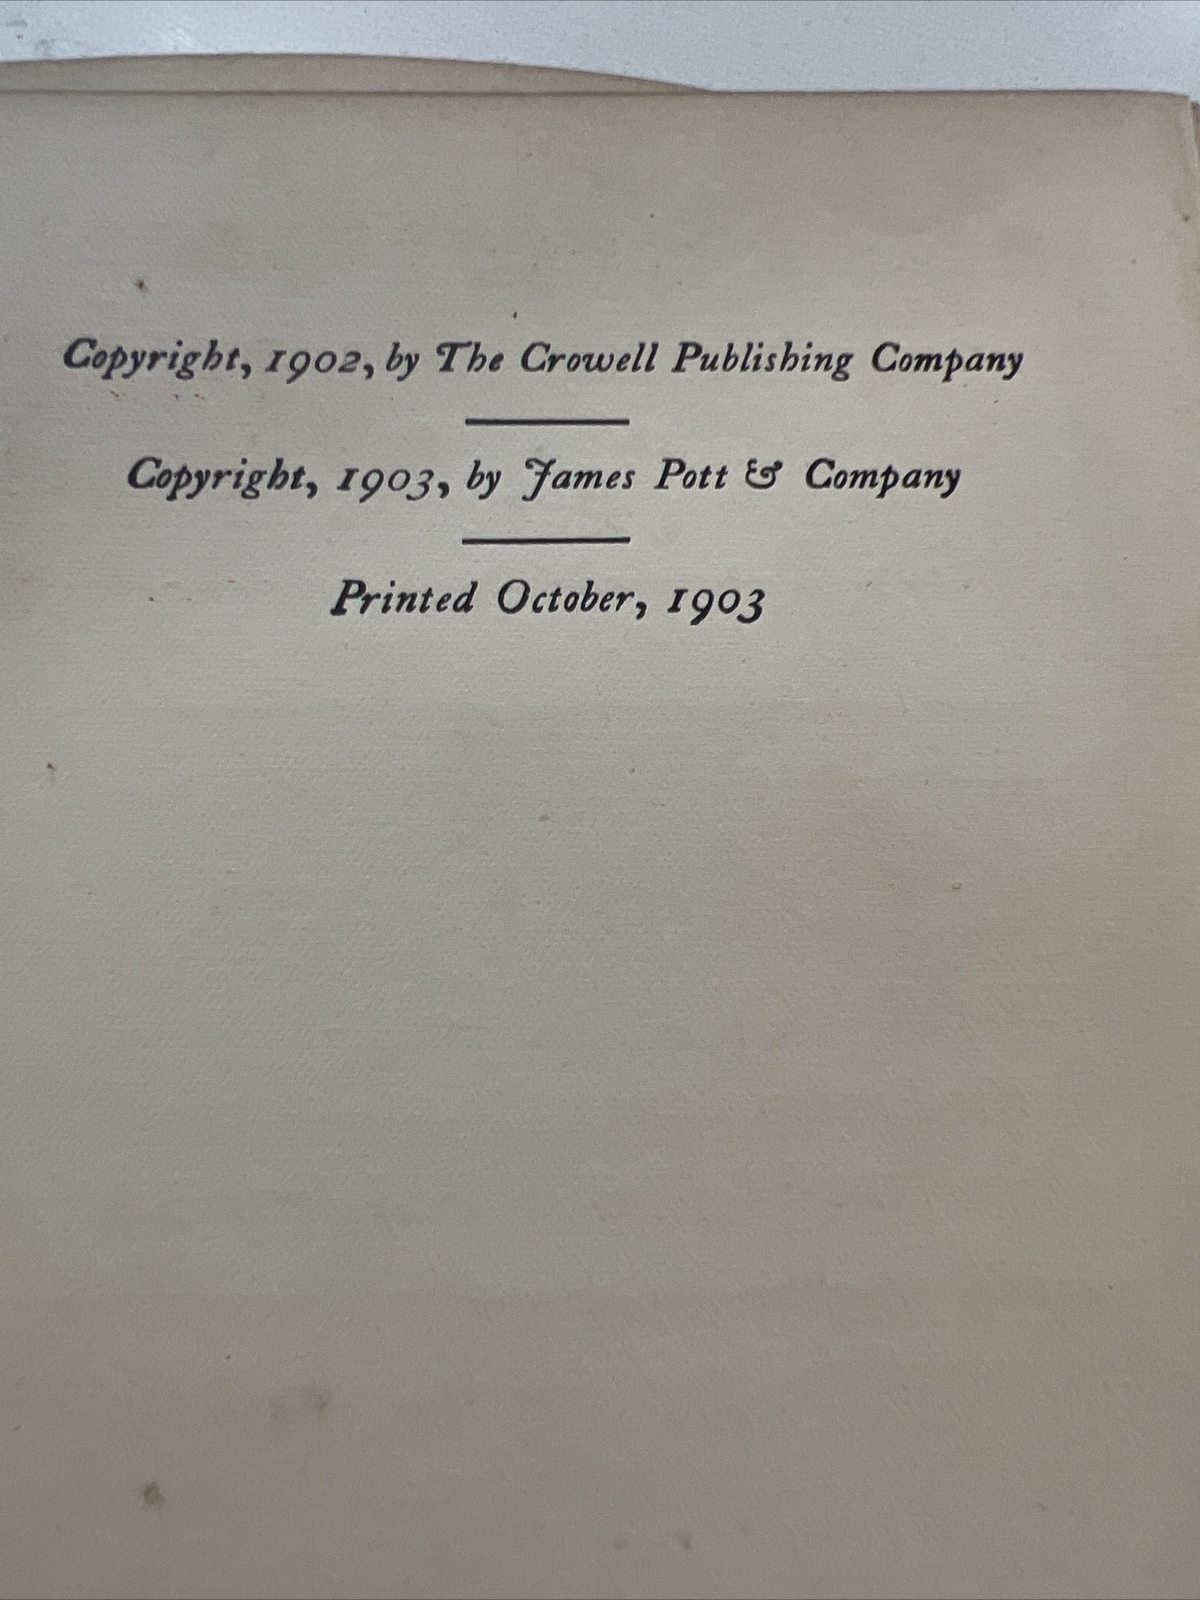 Copyright, 1902, by The Crowell Publishing Company
Copyright, 1903, by James Pott & Company
Printed October, 1903